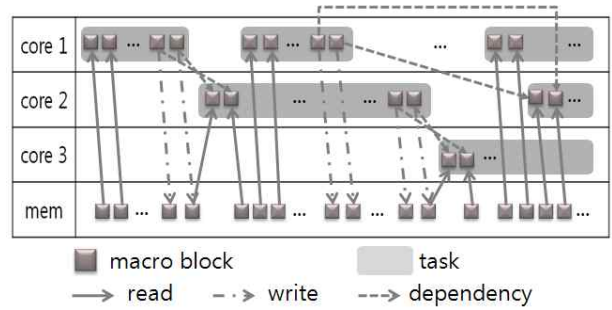 core 1 ... ... ... ...
core 2 ... ... ...
core 3 ...
mem ... ... ... ...
macro block task
read write dependency